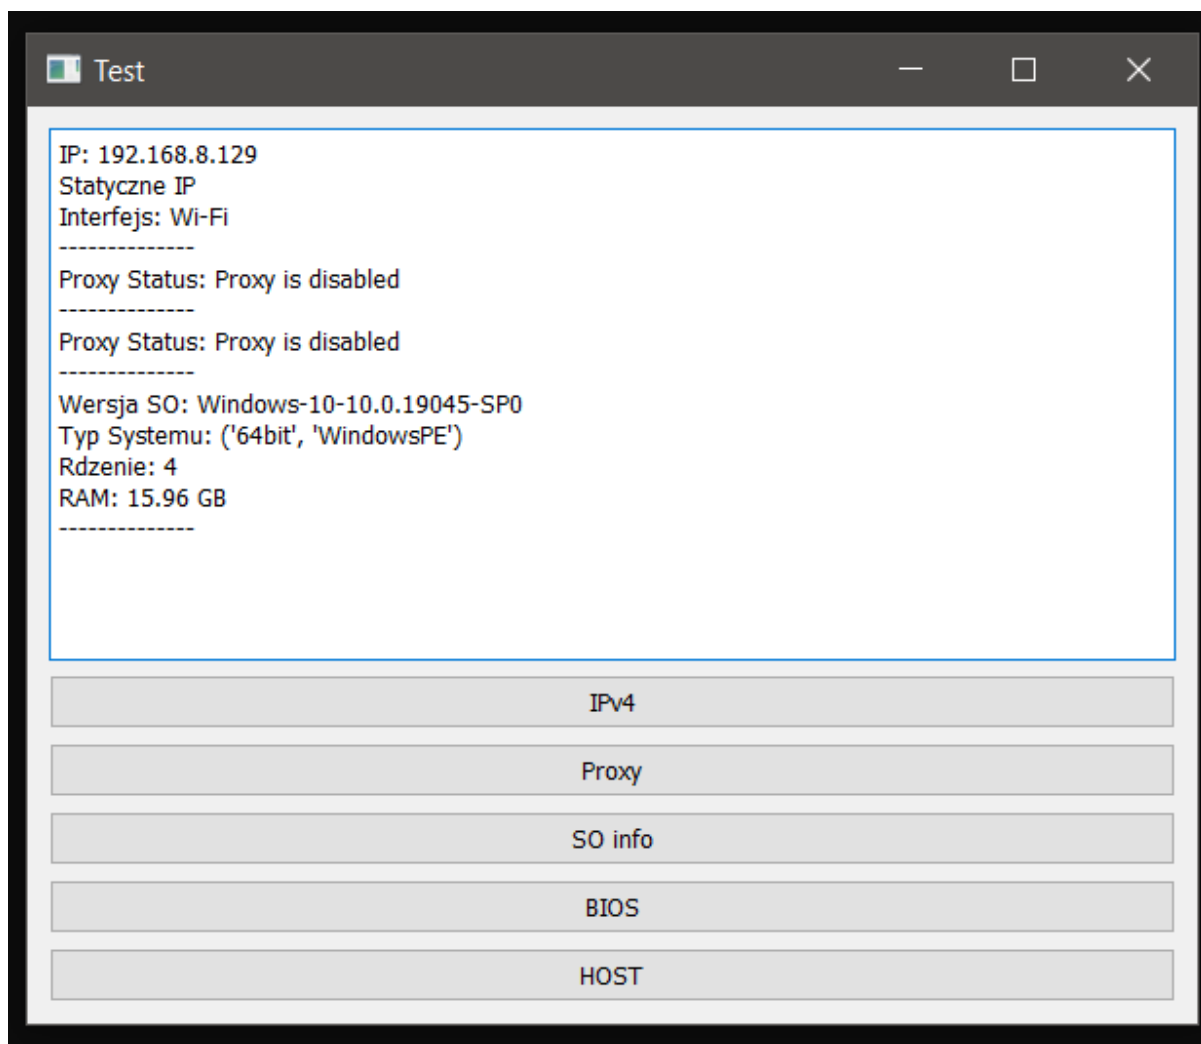 Test
IP: 192.168.8.129
Statyczne IP
Interfejs: Wi-Fi
--------------
Proxy Status: Proxy is disabled
--------------
Proxy Status: Proxy is disabled
--------------
Wersja SO: Windows-10-10.0.19045-SP0
Typ Systemu: ('64bit', 'WindowsPE')
Rdzenie: 4
RAM: 15.96 GB
--------------
IPv4
Proxy
SO info
BIOS
HOST